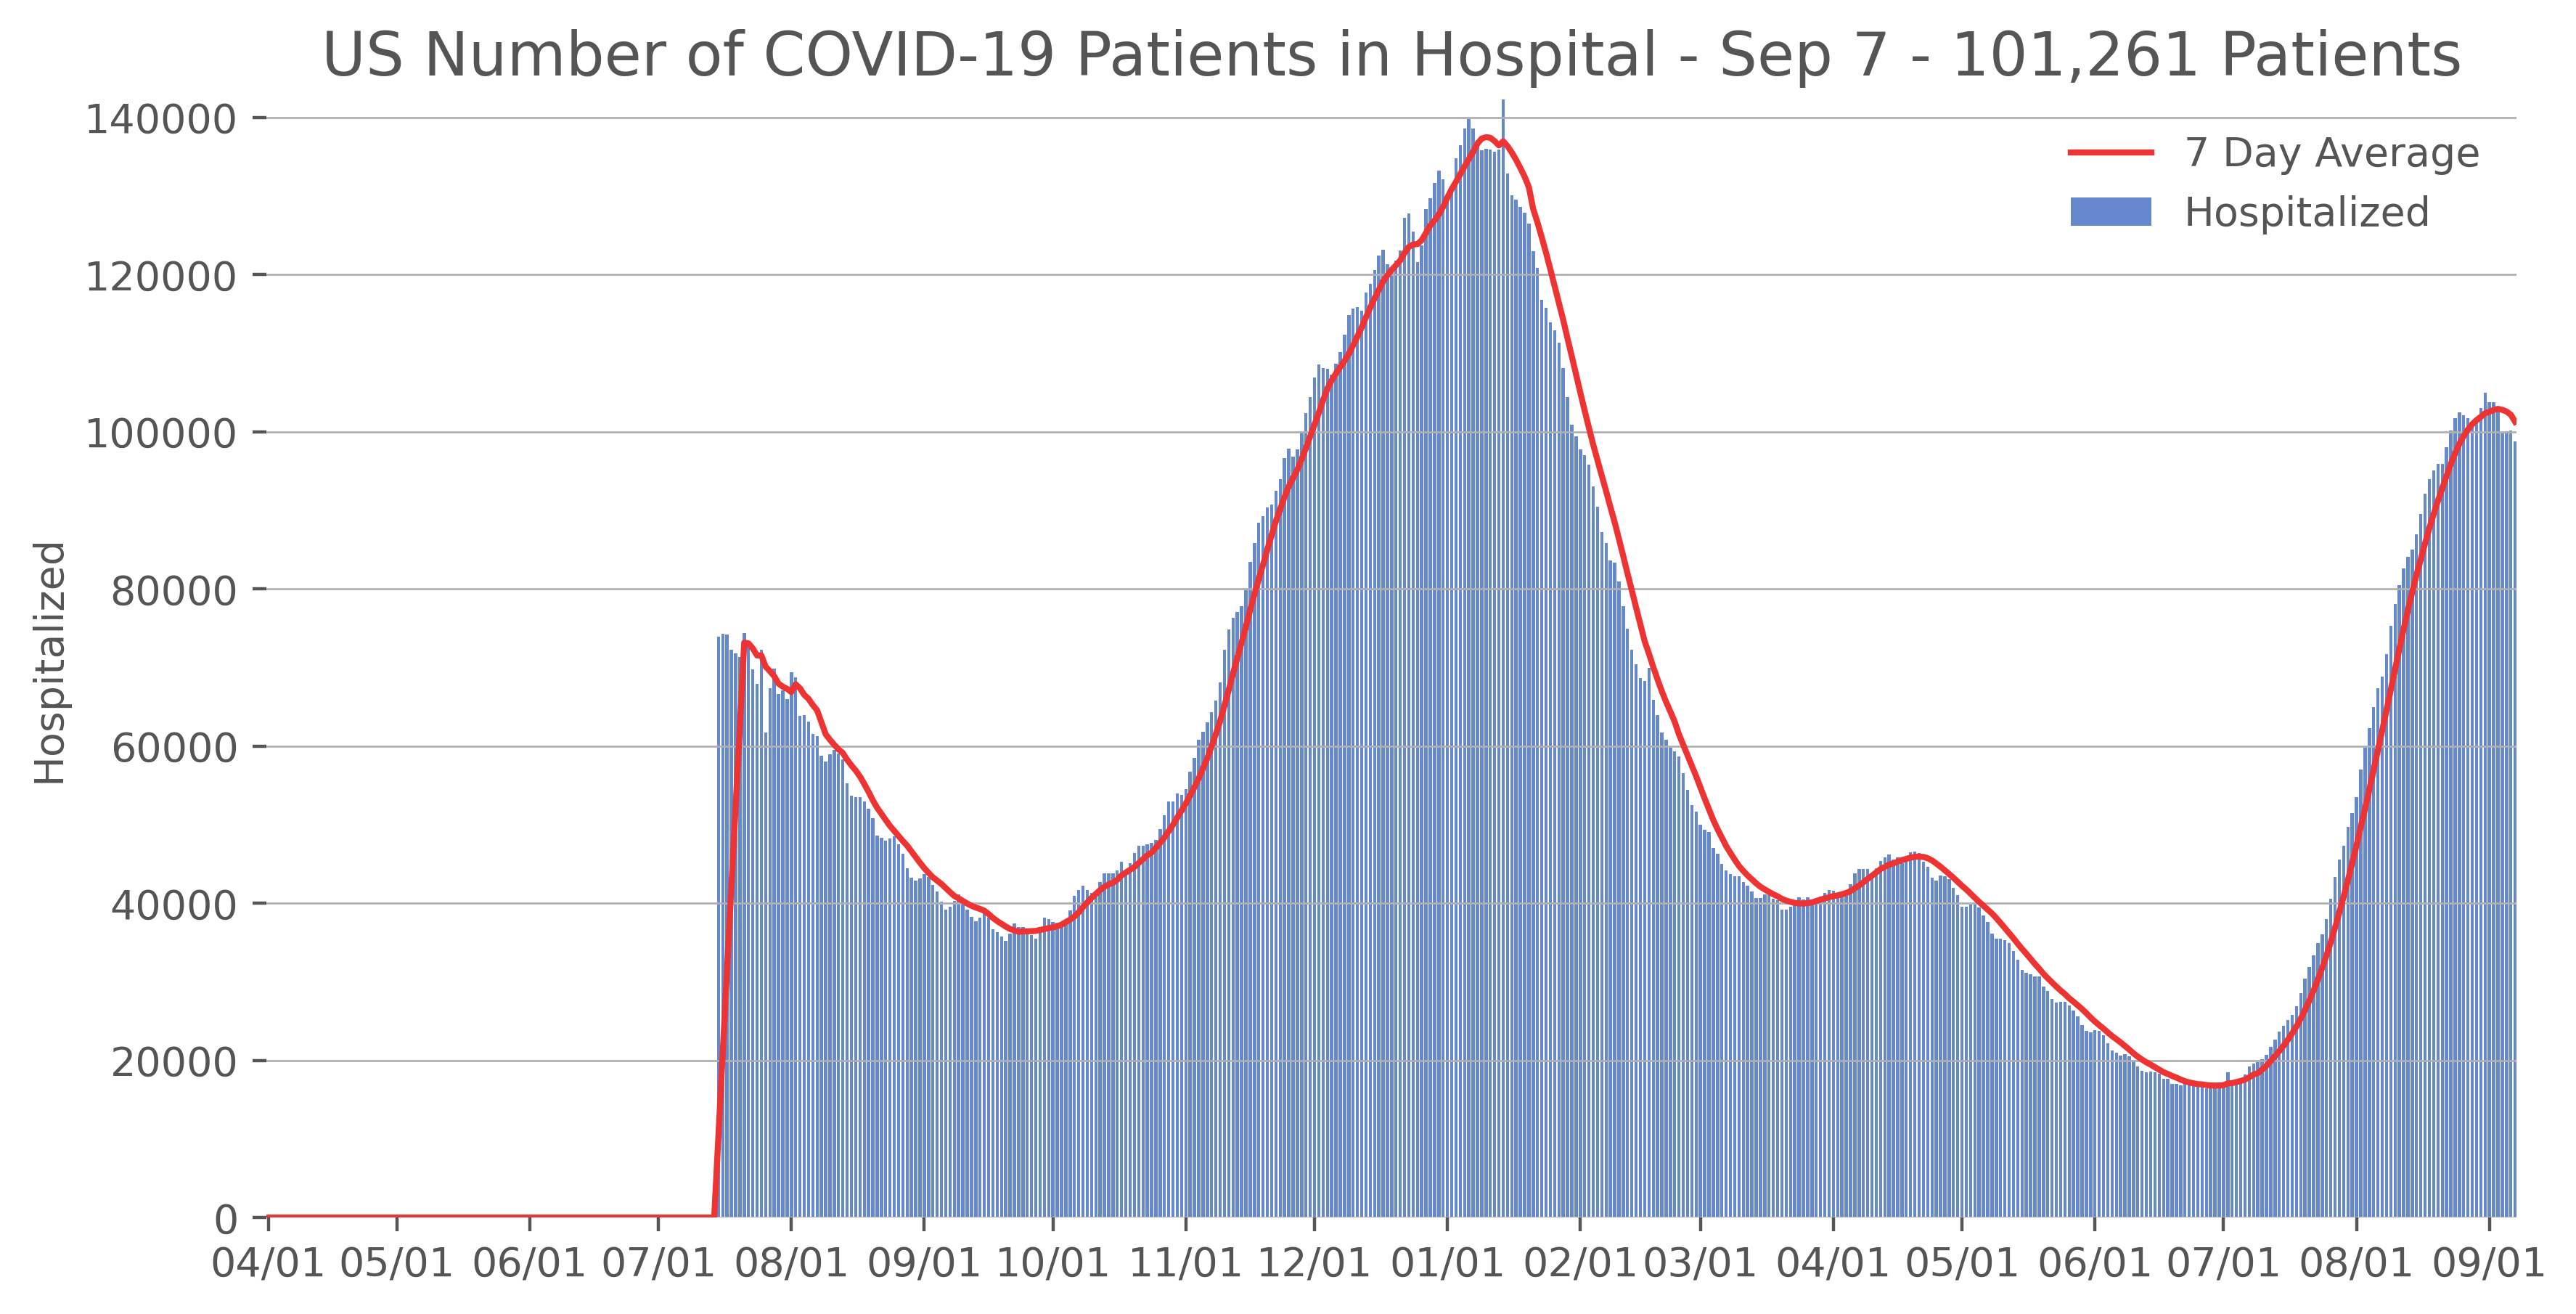 US Number of COVID-19 Patients in Hospital - Sep 7 - 101,261 Patients
7 Day Average
Hospitalized
Hospitalized
140000
120000
100000
80000
60000
40000
20000
0
04/01 05/01 06/01 07/01 08/01 09/01 10/01 11/01 12/01 01/01 02/01 03/01 04/01 05/01 06/01 07/01 08/01 09/01